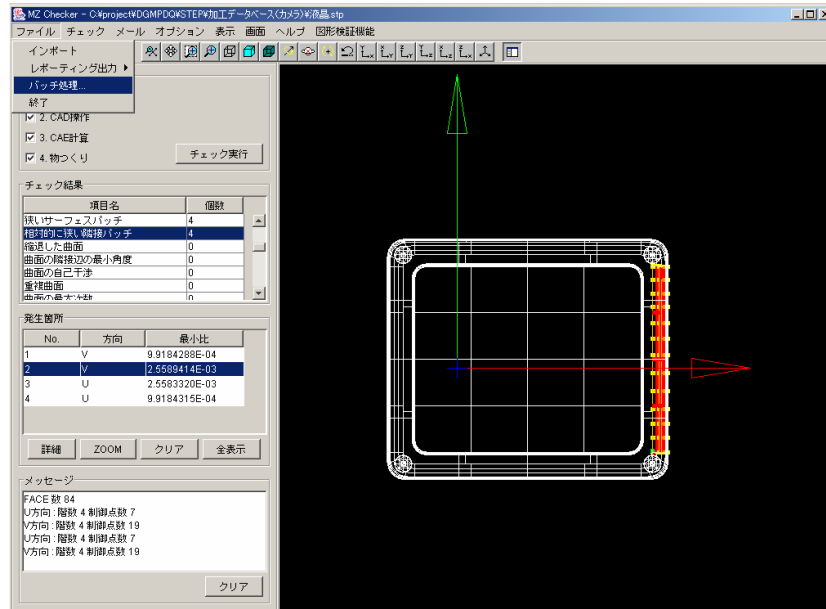 MZ Checker - C:¥project¥DGMPDQ¥STEP¥加工データベース(カメラ)¥液晶.stp
ファイル チェック メール オプション 表示 画面 ヘルプ 図形検証機能
インポート
レポーティング出力
バッチ処理...
終了
2. CAD操作
3. CAE計算
4. 物つくり
チェック実行
チェック結果
項目名 個数
狭いサーフェスパッチ 4
相対的に狭い隣接パッチ 4
縮退した曲面 0
曲面の隣接辺の最小角度 0
曲面の自己干渉 0
重複曲面 0
曲面の最大次数 0
発生箇所
No. 方向 最小比
1 V 9.9184288E-04
2 V 2.5589414E-03
3 U 2.5583320E-03
4 U 9.9184315E-04
詳細 ZOOM クリア 全表示
メッセージ
FACE 数 84
U方向 : 階数 4 制御点数 7
V方向 : 階数 4 制御点数 19
U方向 : 階数 4 制御点数 7
V方向 : 階数 4 制御点数 19
クリア